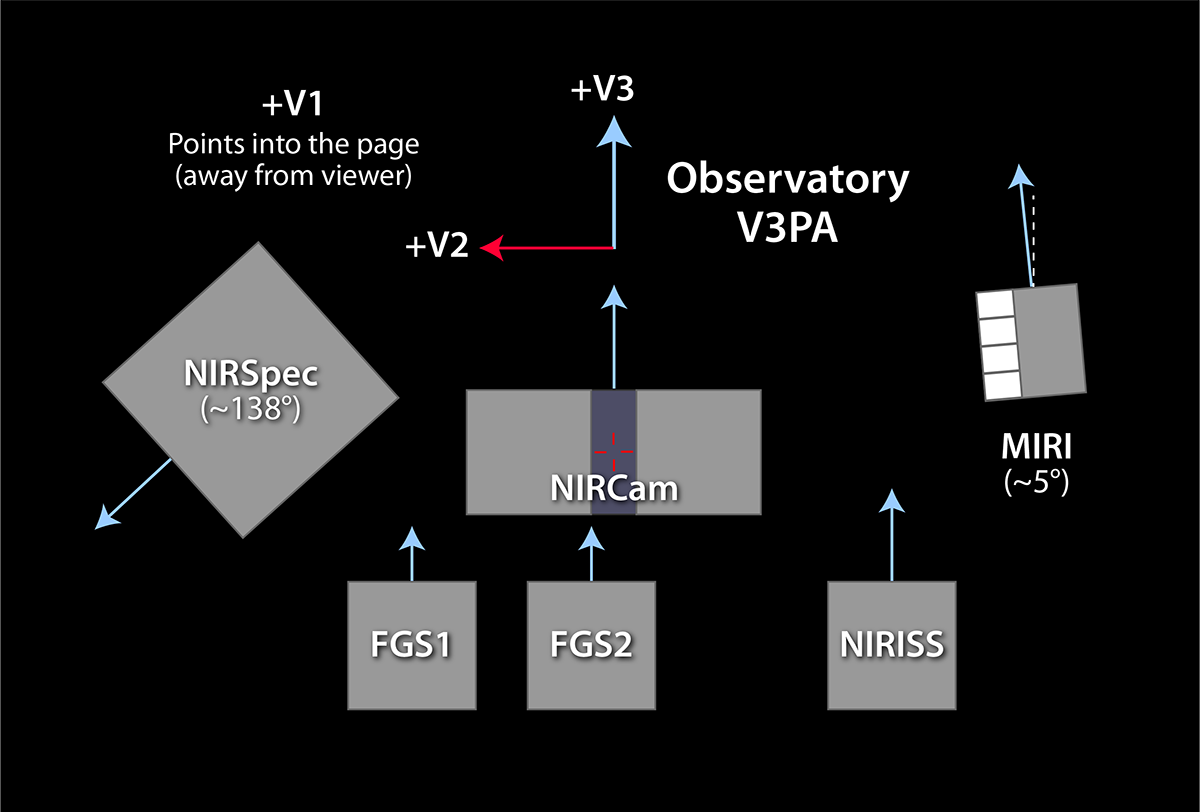 +V1
Points into the page
(away from viewer)
+V3
Observatory
V3PA
+V2
NIRSpec
(~138°)
NIRCam
MIRI
(~5°)
FGS1
FGS2
NIRISS